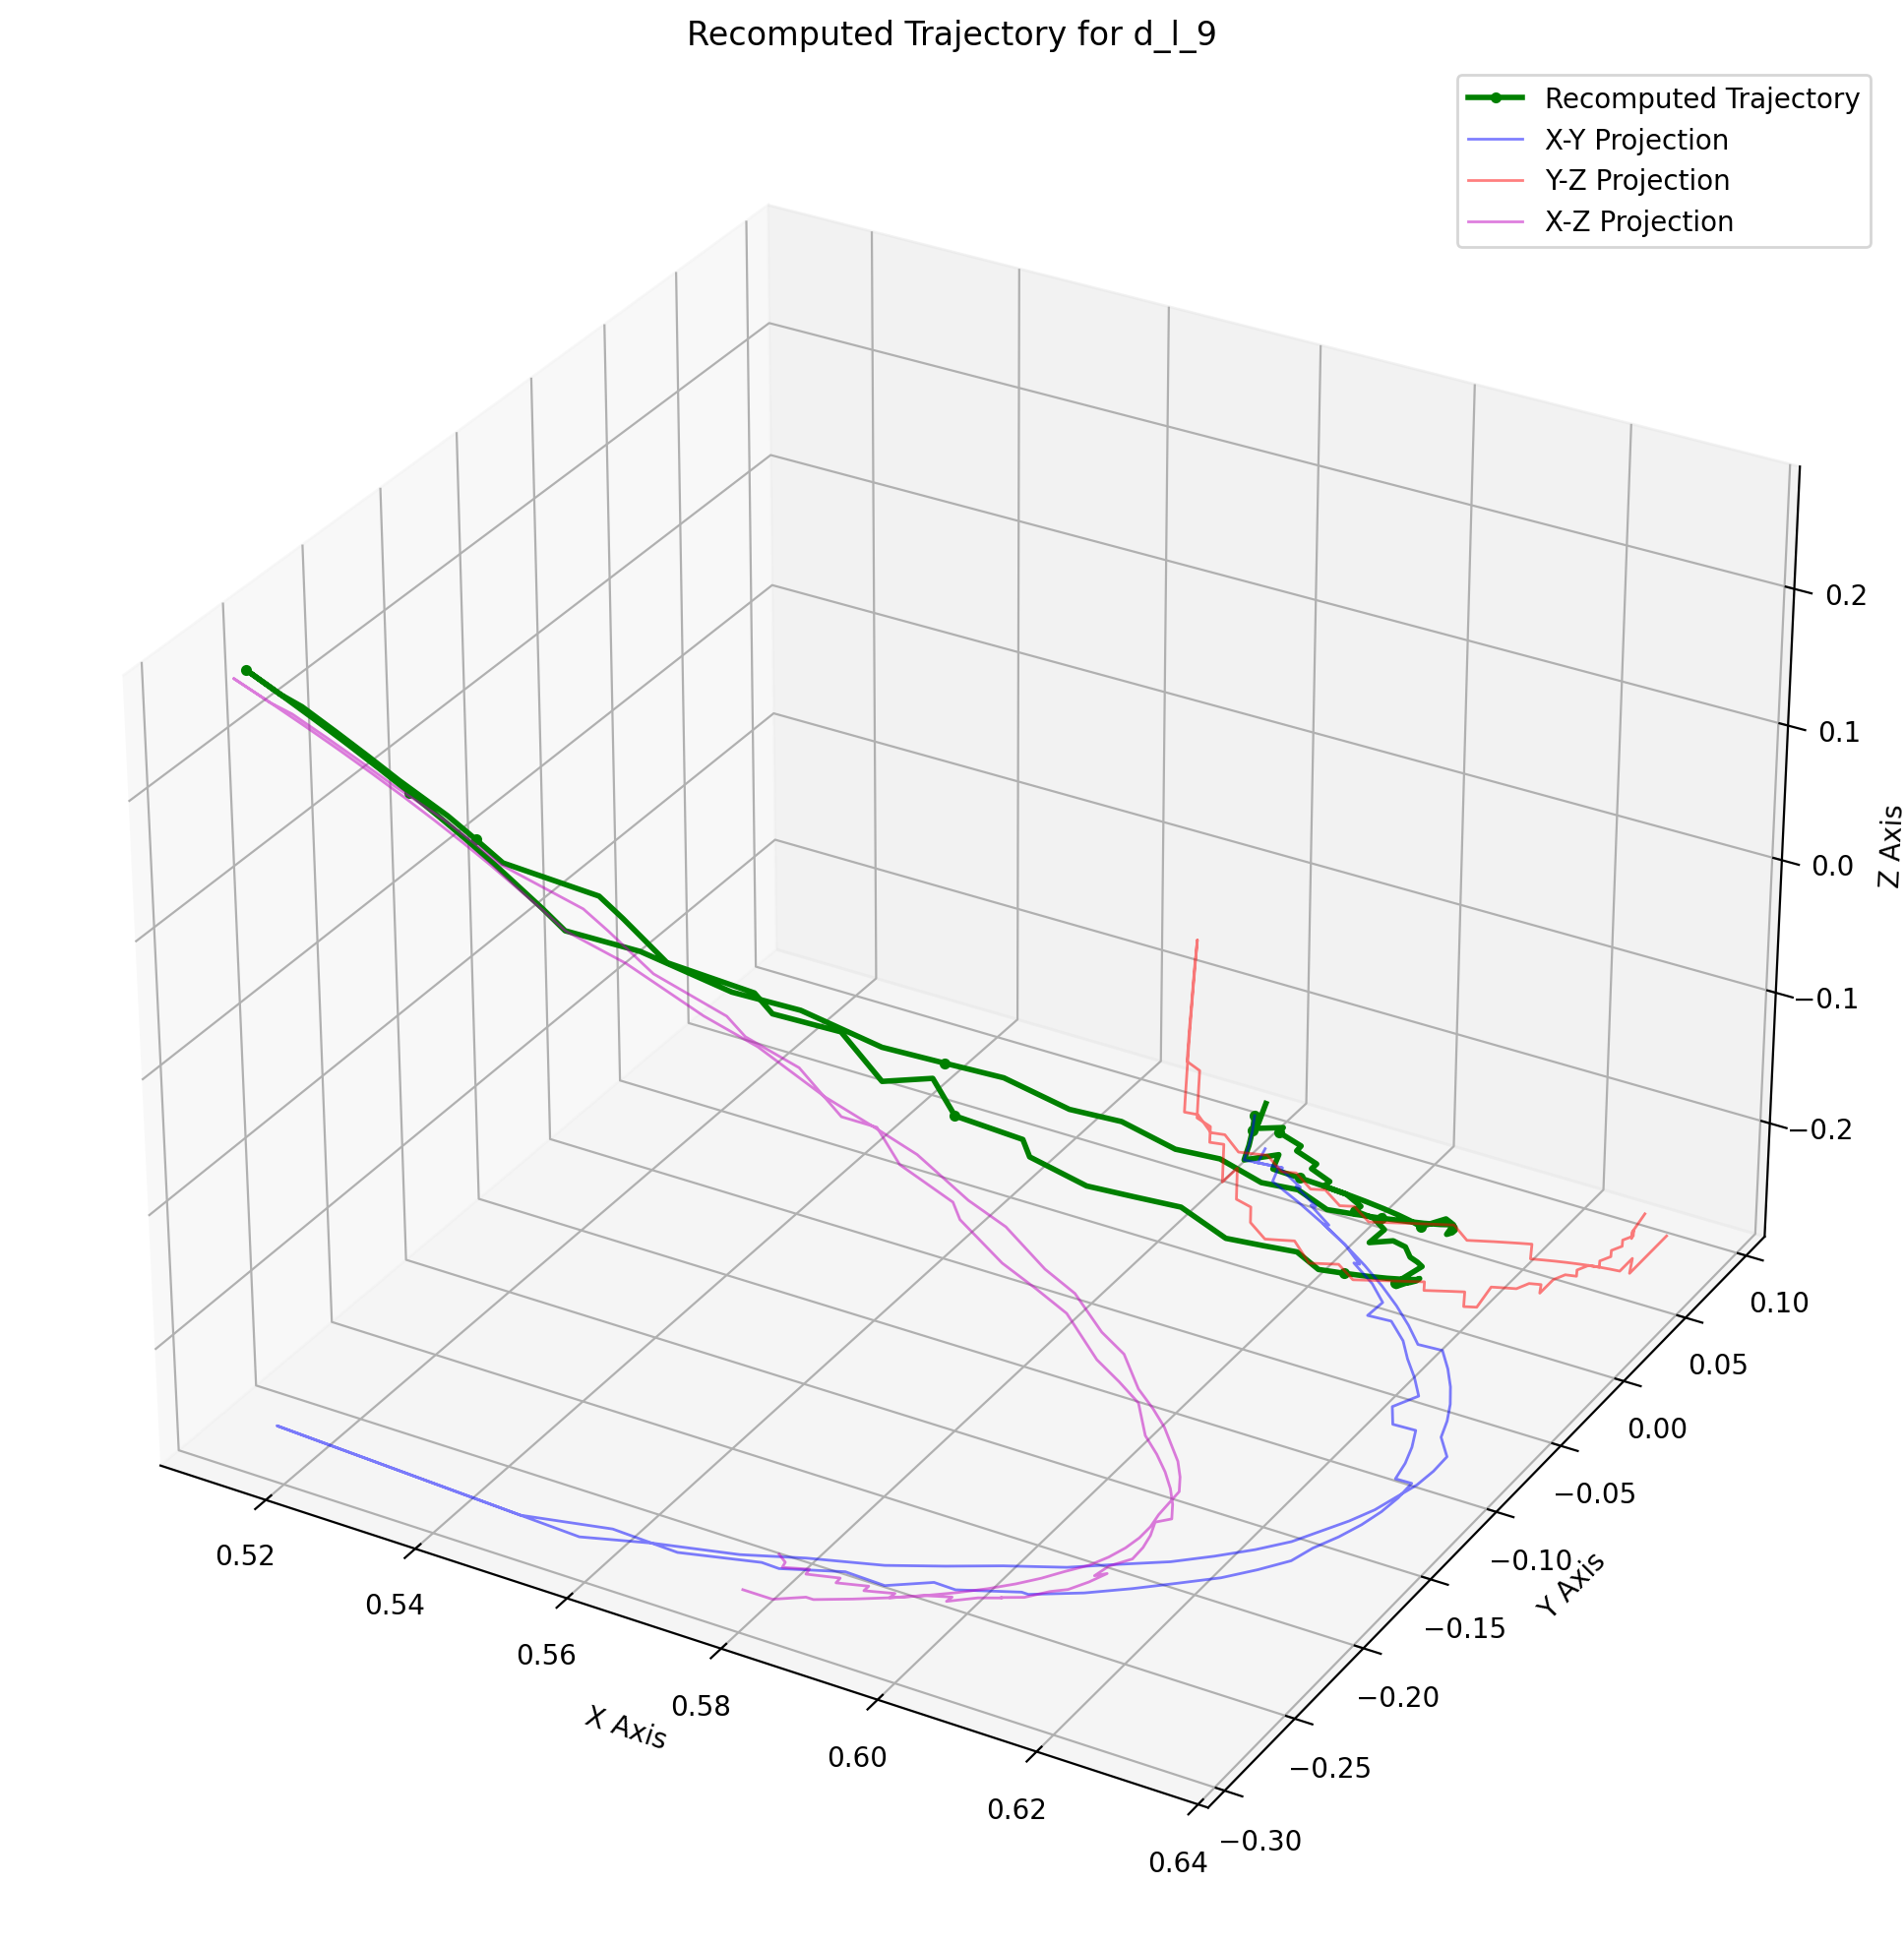 Recomputed Trajectory for d_l_9
Recomputed Trajectory
X-Y Projection
Y-Z Projection
X-Z Projection
0.2
0.1
0.0
−0.1
−0.2
Z Axis
0.10
0.05
0.00
−0.05
−0.10
−0.15
−0.20
−0.25
−0.30
Y Axis
0.52
0.54
0.56
0.58
0.60
0.62
0.64
X Axis